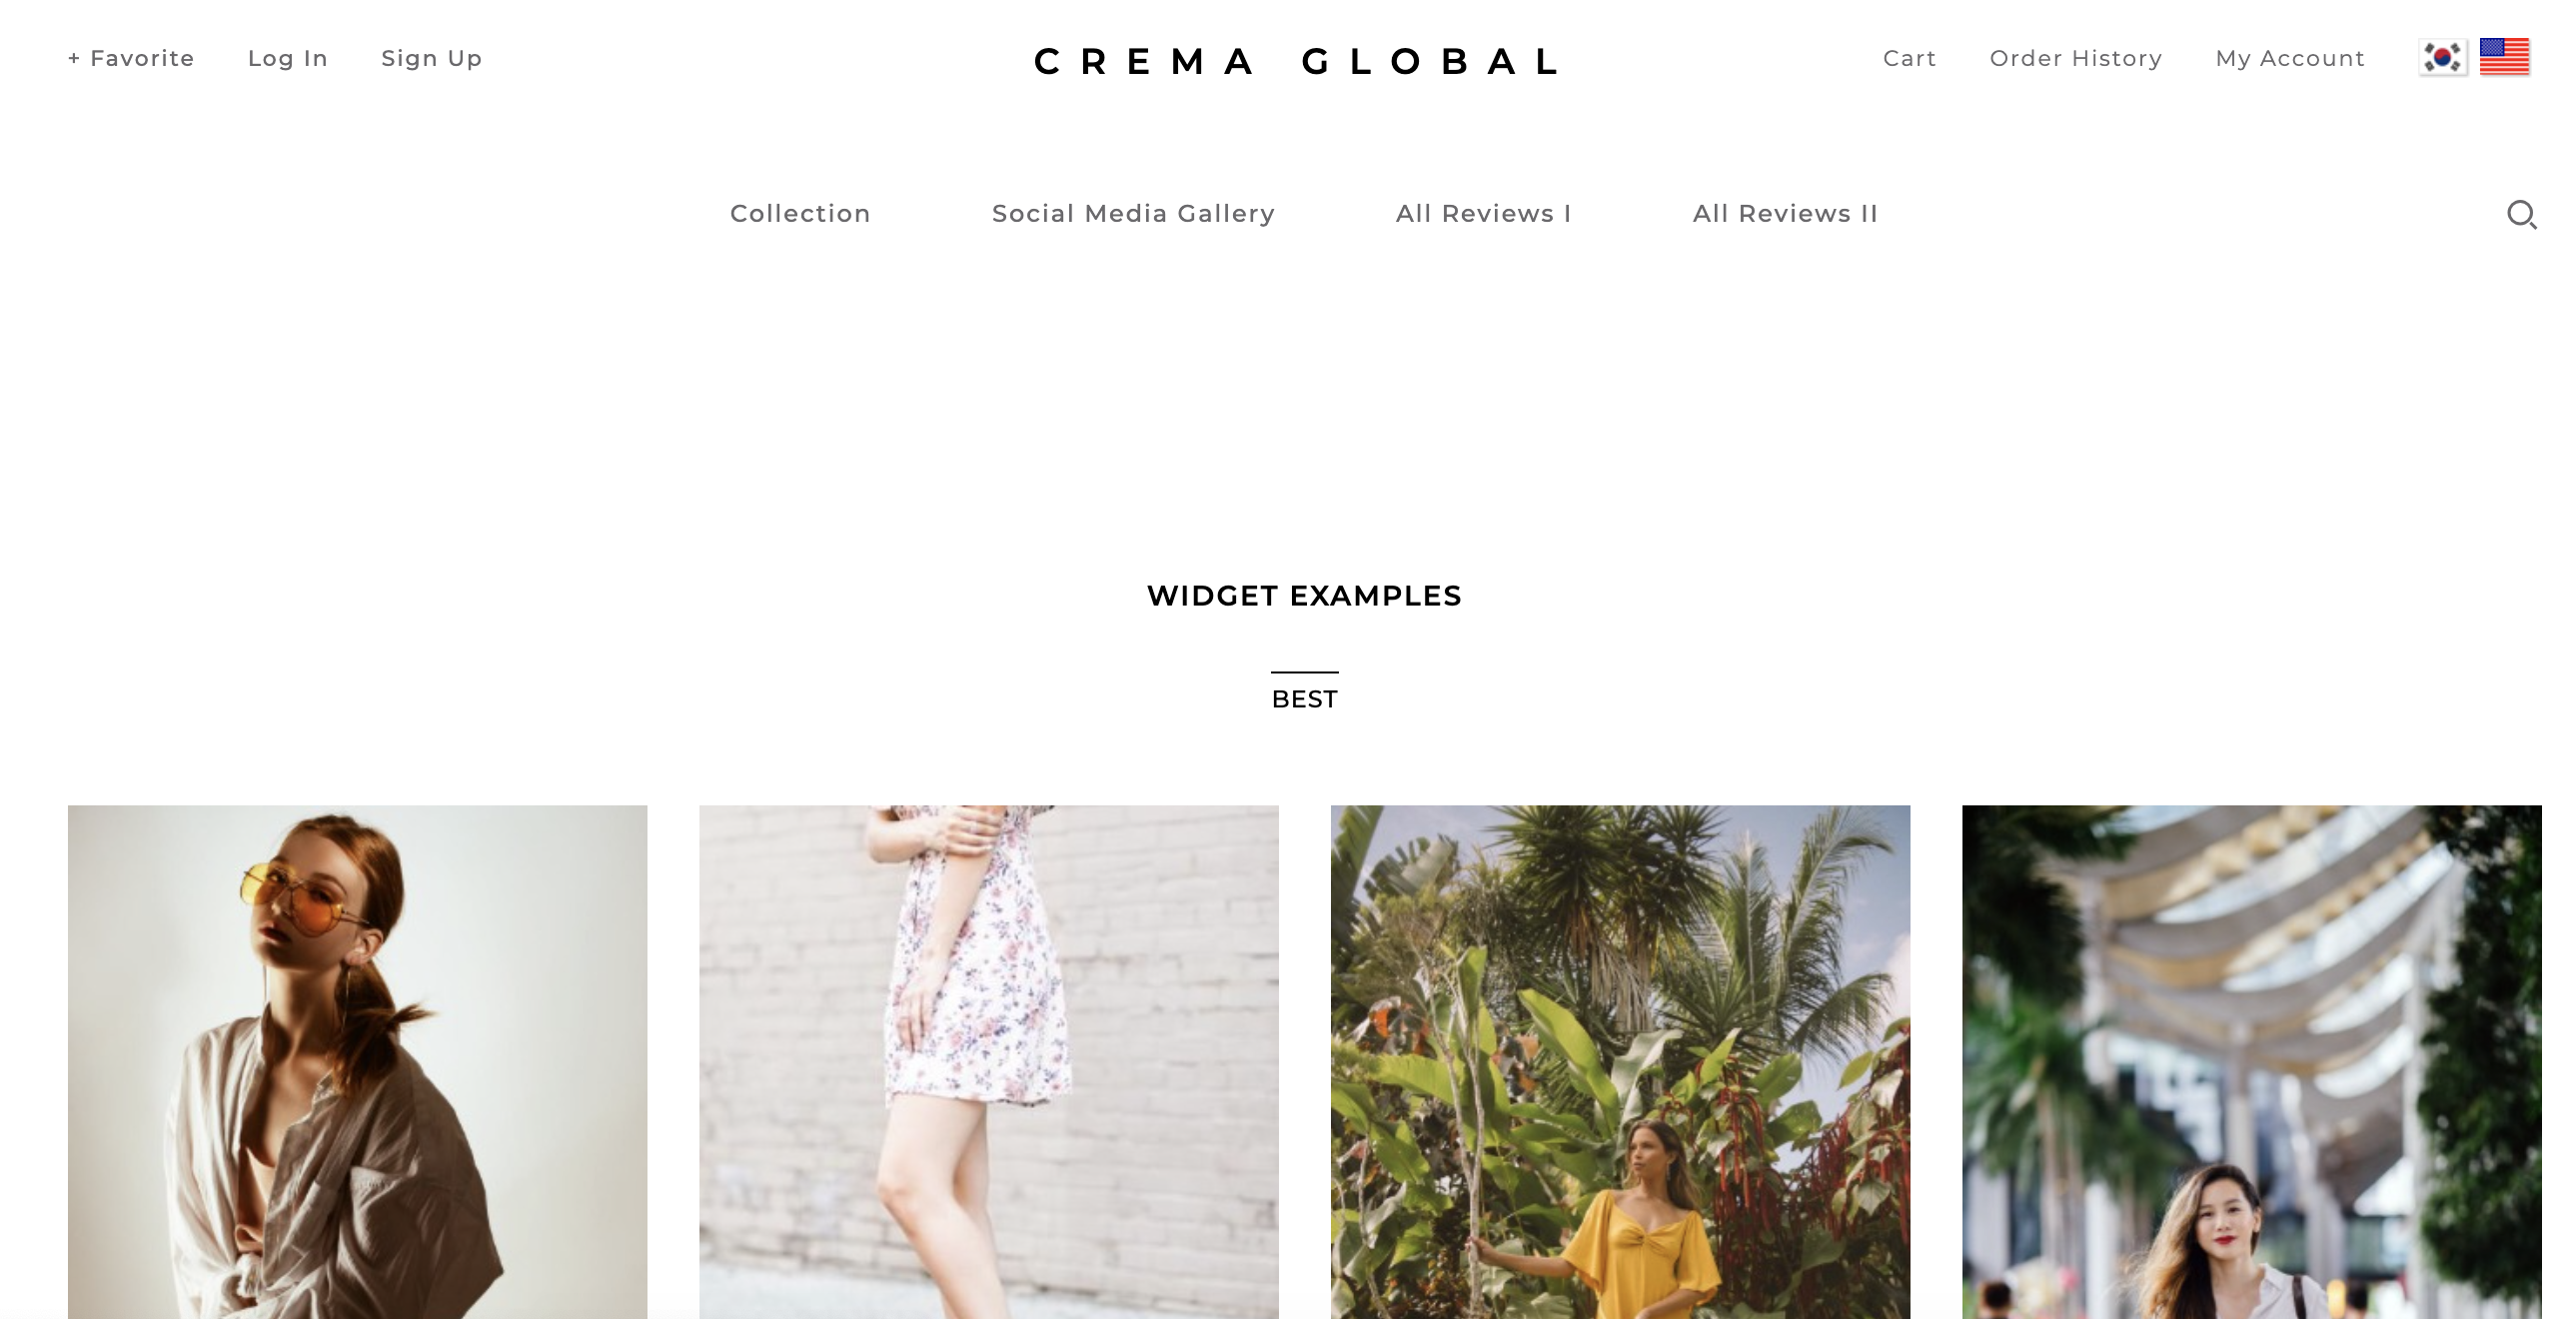 + Favorite
Log In
Sign Up
CREMA GLOBAL
Cart
Order History
My Account
Collection
Social Media Gallery
All Reviews I
All Reviews II
WIDGET EXAMPLES
BEST